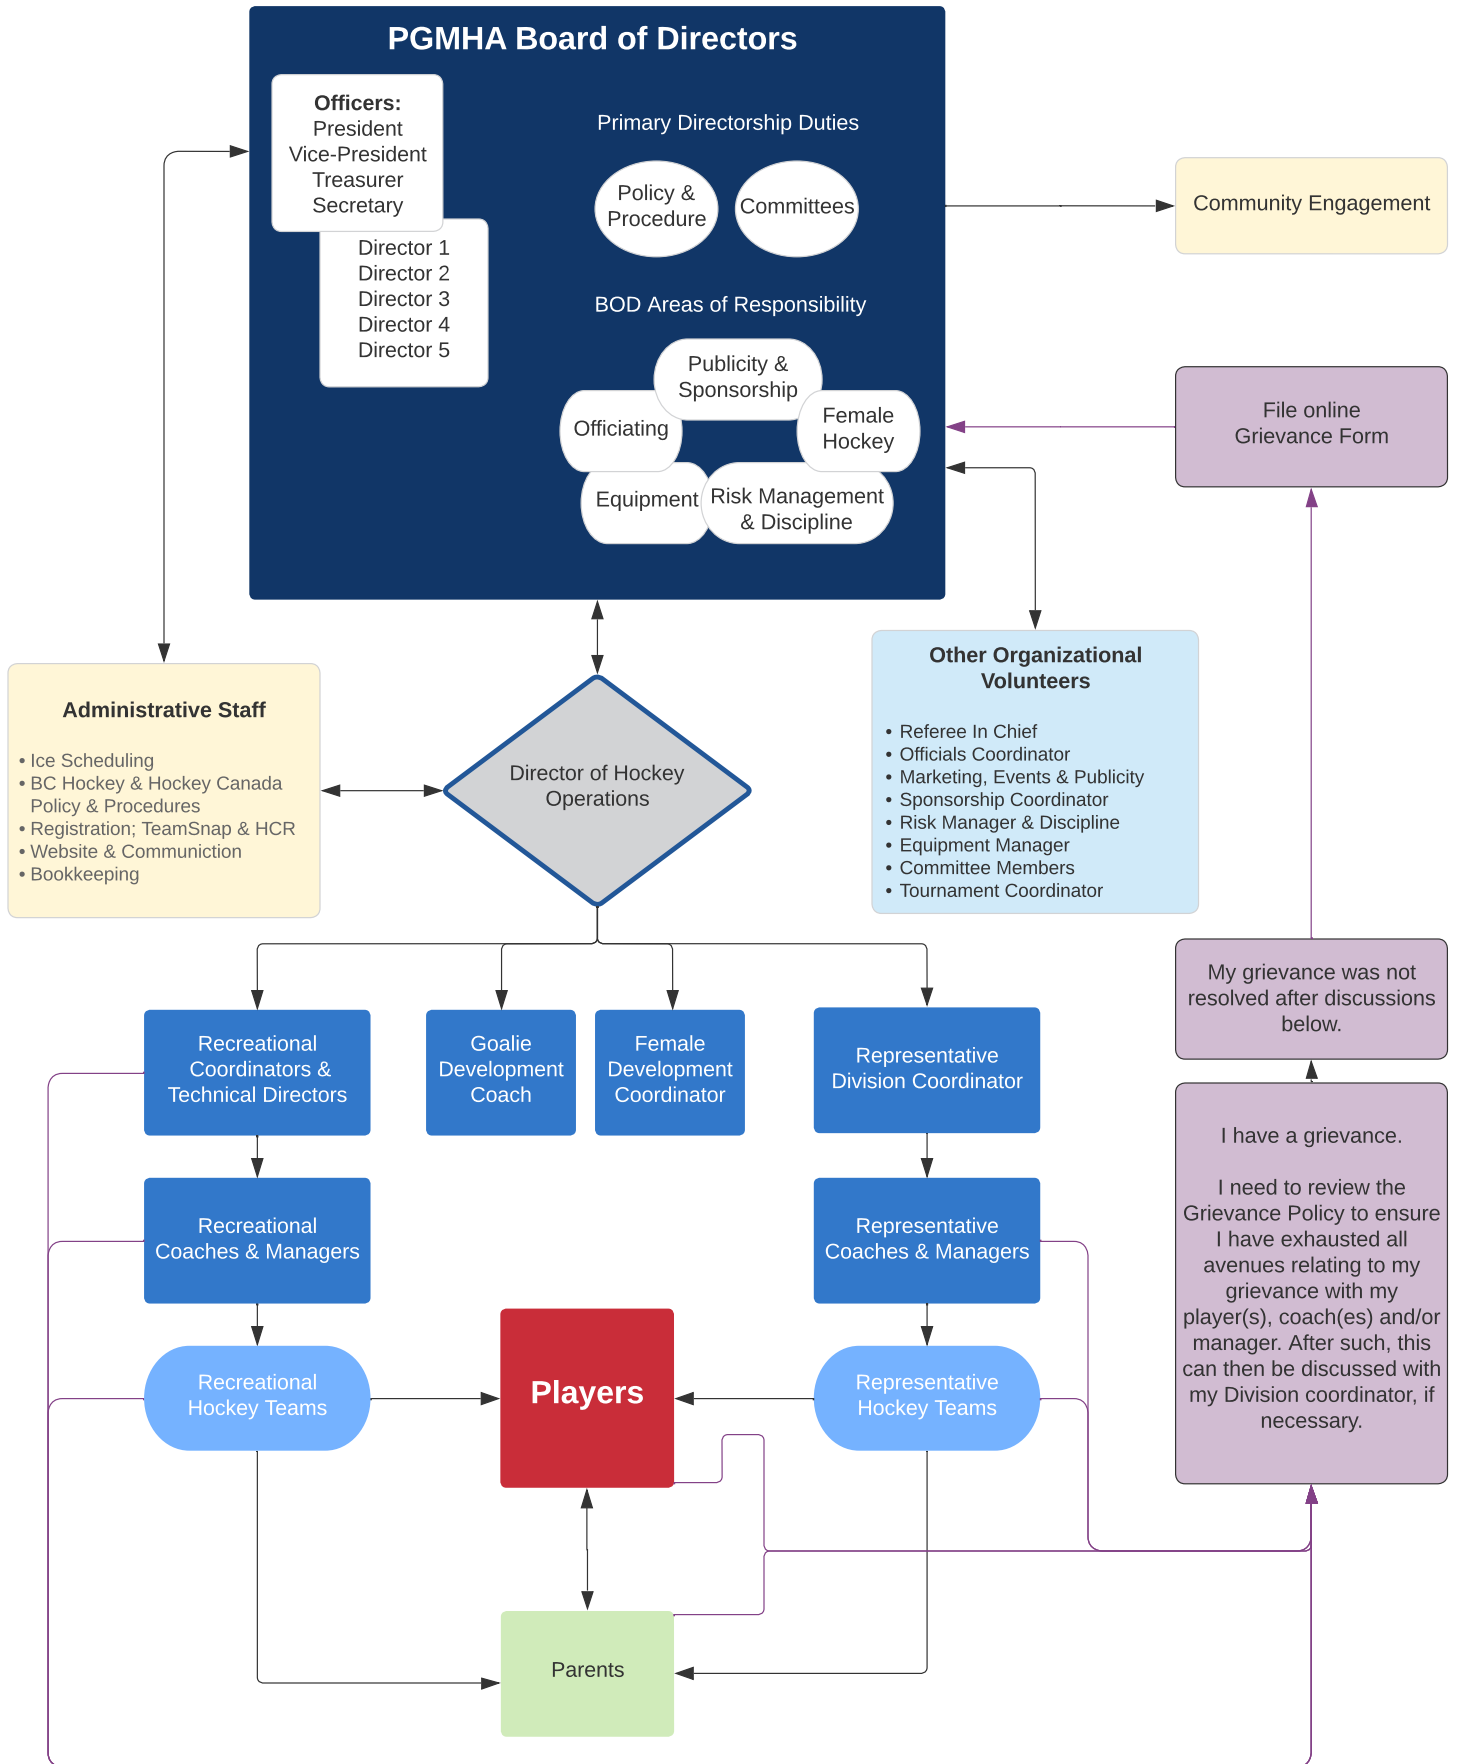 PGMHA Board of Directors
Officers:
President
Vice-President
Treasurer
Secretary
Director 1
Director 2
Director 3
Director 4
Director 5
Primary Directorship Duties
Policy &
Procedure
Committees
BOD Areas of Responsibility
Publicity &
Sponsorship
Officiating
Female
Hockey
Equipment
Risk Management
& Discipline
Community Engagement
File online
Grievance Form
Administrative Staff
• Ice Scheduling
• BC Hockey & Hockey Canada
Policy & Procedures
• Registration; TeamSnap & HCR
• Website & Communiction
• Bookkeeping
Director of Hockey
Operations
Other Organizational
Volunteers
• Referee In Chief
• Officials Coordinator
• Marketing, Events & Publicity
• Sponsorship Coordinator
• Risk Manager & Discipline
• Equipment Manager
• Committee Members
• Tournament Coordinator
My grievance was not
resolved after discussions
below.
Recreational
Coordinators &
Technical Directors
Goalie
Development
Coach
Female
Development
Coordinator
Representative
Division Coordinator
I have a grievance.
I need to review the
Grievance Policy to ensure
I have exhausted all
avenues relating to my
grievance with my
player(s), coach(es) and/or
manager. After such, this
can then be discussed with
my Division coordinator, if
necessary.
Recreational
Coaches & Managers
Representative
Coaches & Managers
Recreational
Hockey Teams
Players
Representative
Hockey Teams
Parents